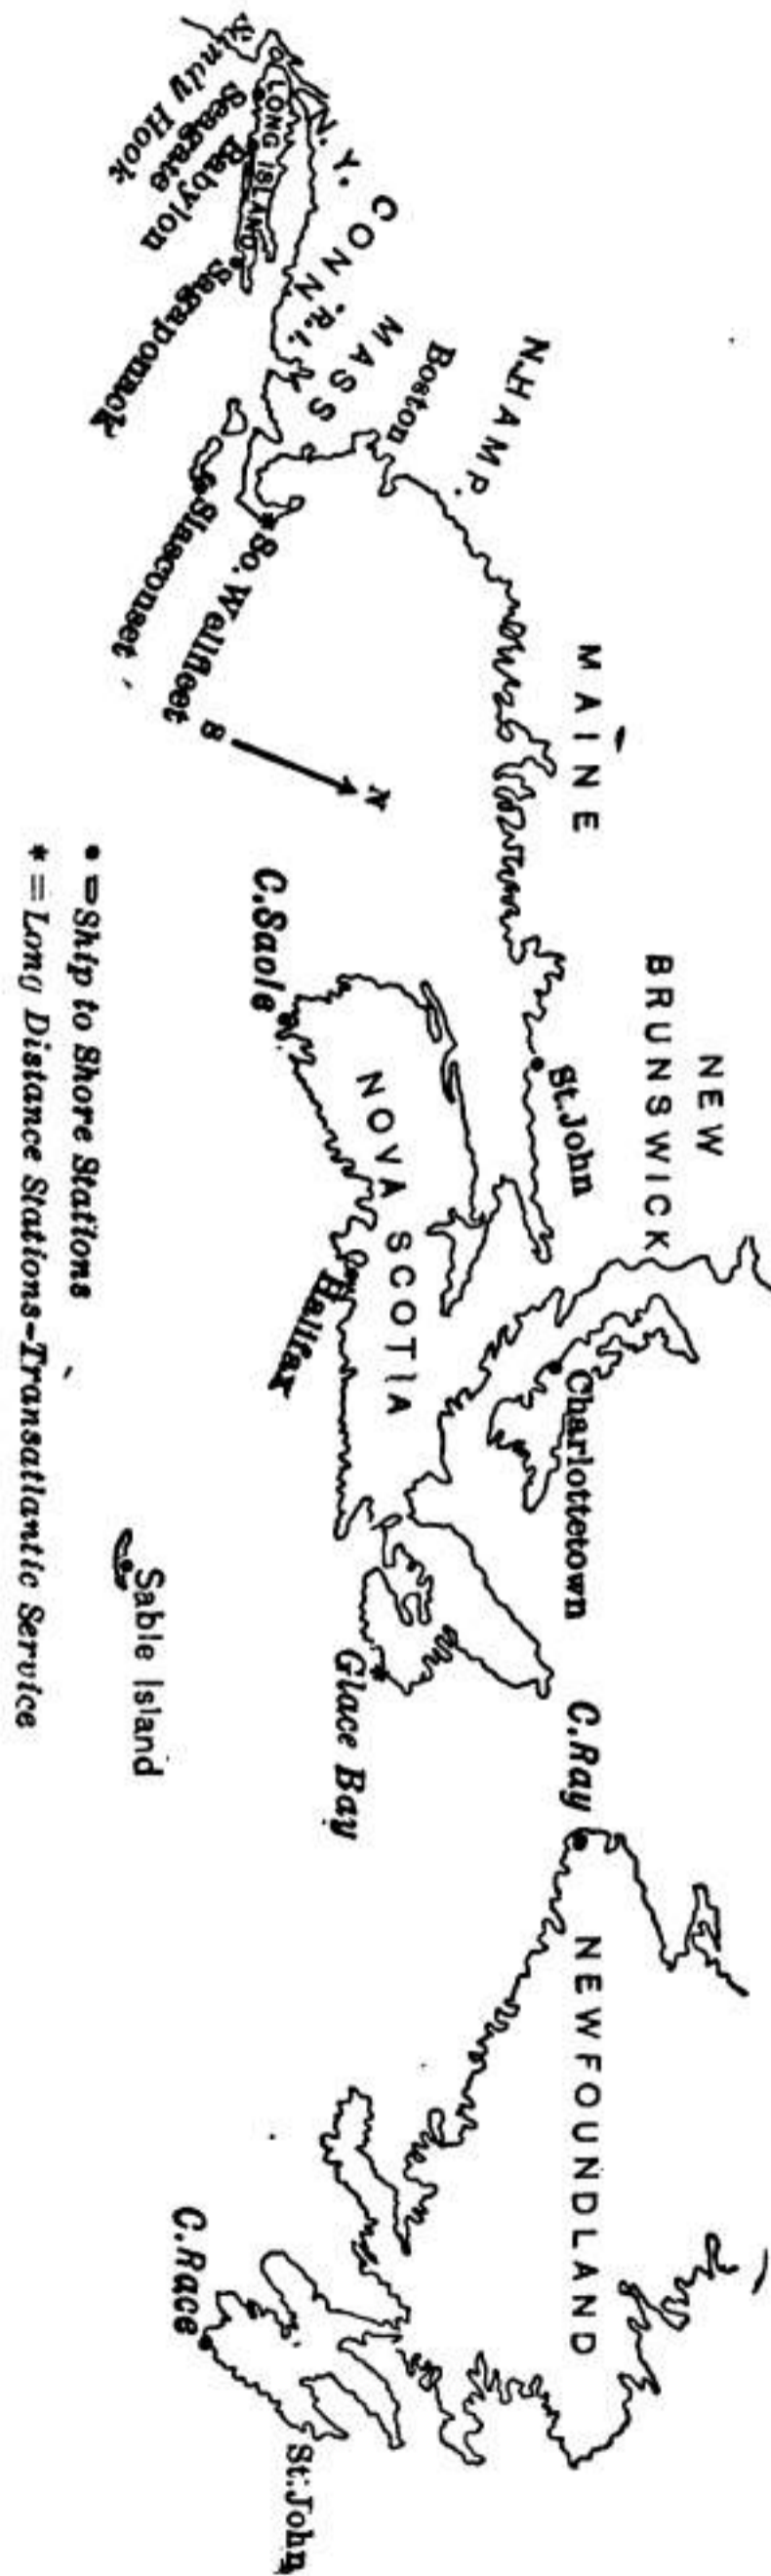 N. Y.
CONN.
R. I.
MASS
N.HAMP.
MAINE
NEW
BRUNSWICK
Boston
LONG ISLAND
Sandy Hook
Seagate
Babylon
Sagaponack
Siasconset
So. Wellfleet
S
N
St. John
C. Sable
NOVA SCOTIA
Halifax
Charlottetown
Glace Bay
Sable Island
C. Ray
NEWFOUNDLAND
C. Race
St. John
• = Ship to Shore Stations
* = Long Distance Stations-Transatlantic Service